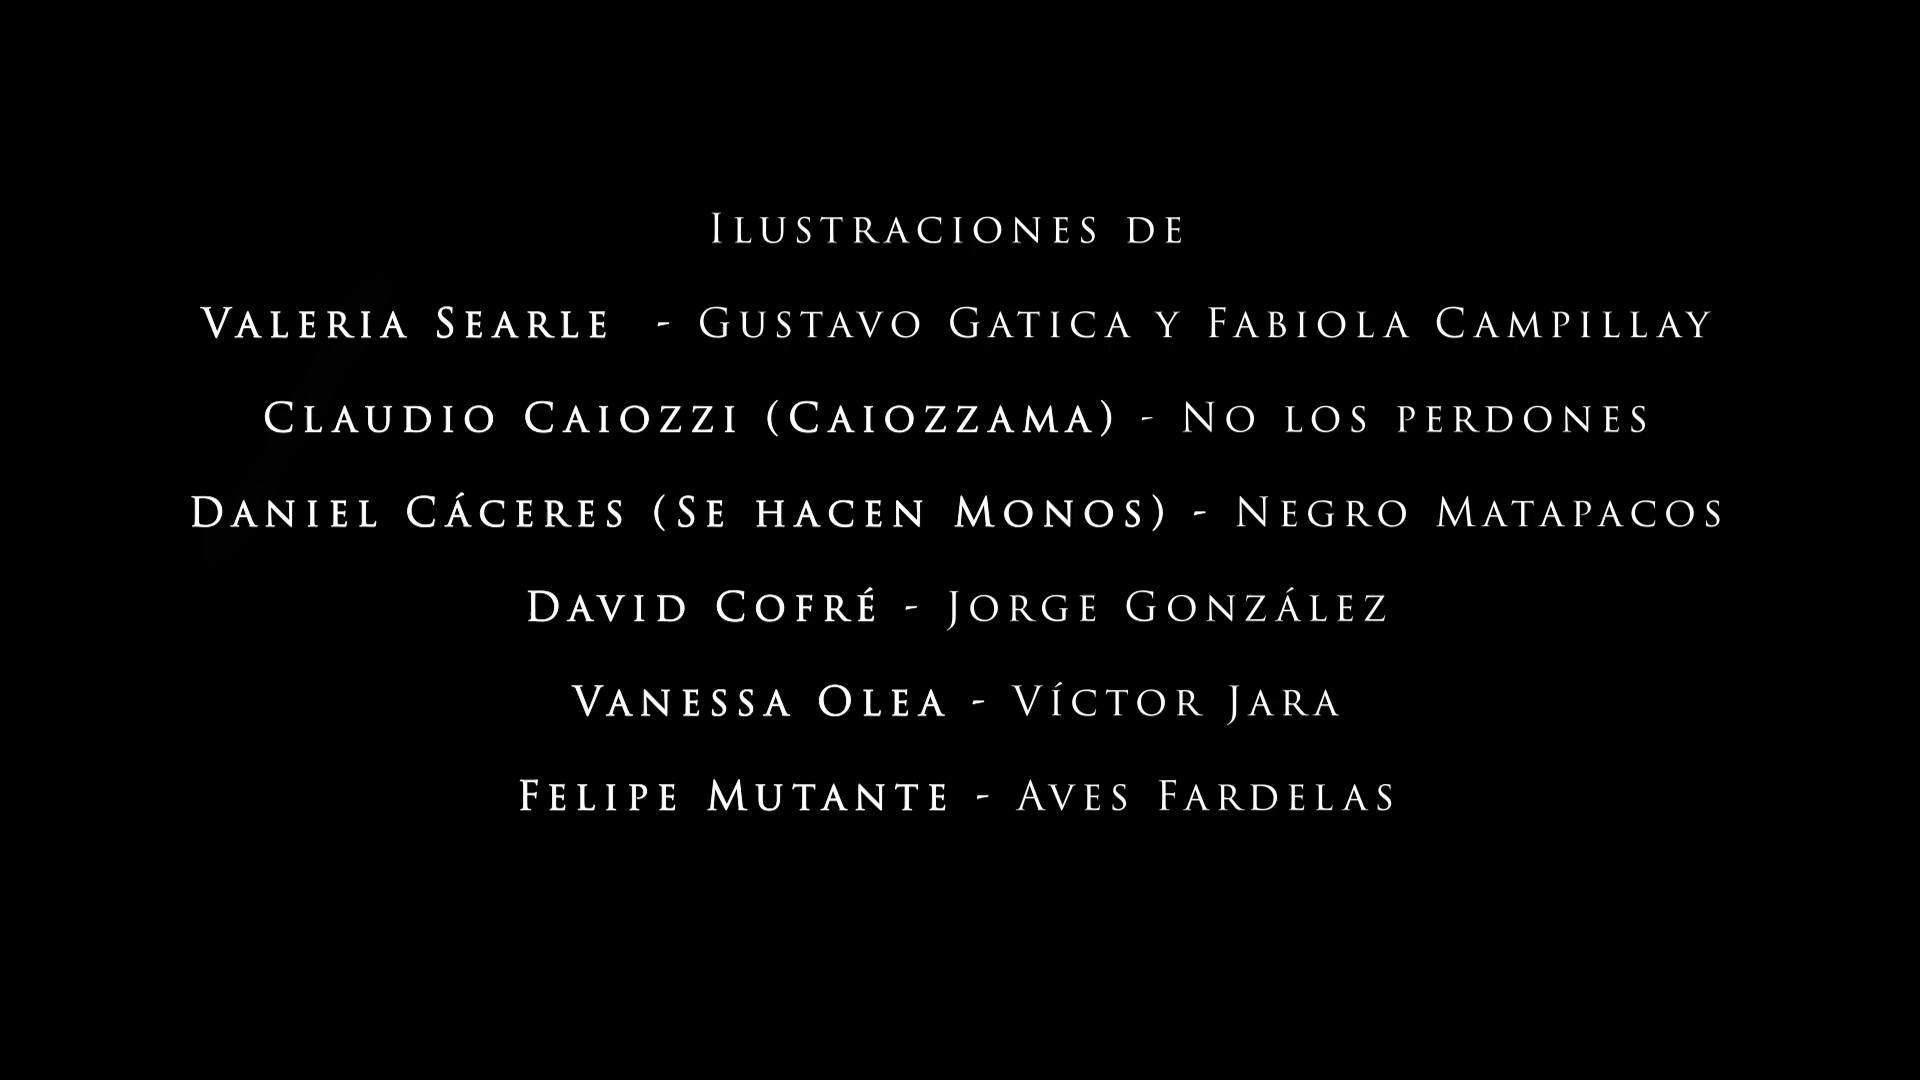 Ilustraciones de
Valeria Searle - Gustavo Gatica y Fabiola Campillay
Claudio Caiozzi (Caiozzama) - No los perdones
Daniel Cáceres (Se hacen Monos) - Negro Matapacos
David Cofré - Jorge González
Vanessa Olea - Víctor Jara
Felipe Mutante - Aves Fardelas